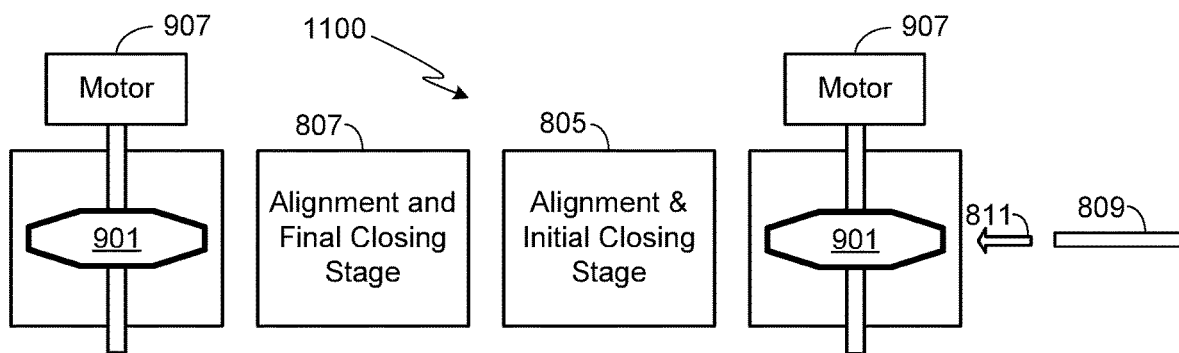 907
1100
907
Motor
Motor
807
805
Alignment and
Final Closing
Stage
Alignment &
Initial Closing
Stage
901
901
811
809